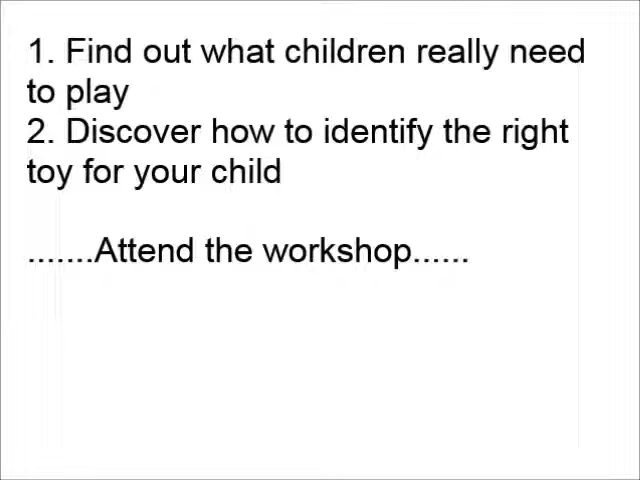 1. Find out what children really need
to play
2. Discover how to identify the right
toy for your child
.......Attend the workshop......